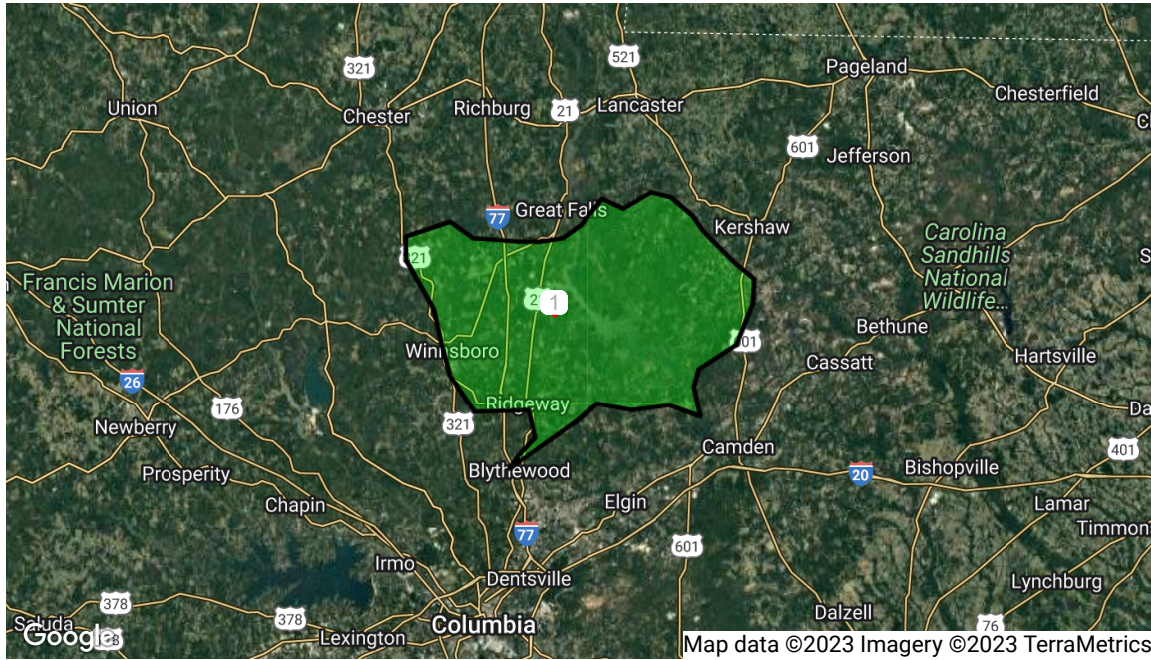 521
321
Pageland
Union
Richburg
21
Lancaster
Chesterfield
Chester
601
Jefferson
77
Great Falls
Kershaw
Carolina
Sandhills
National
Wildlife...
Francis Marion
& Sumter
National
Forests
1
Bethune
Winnsboro
Cassatt
Hartsville
26
176
Ridgeway
321
Newberry
Camden
401
Blythewood
20
Bishopville
Prosperity
Chapin
Elgin
Lamar
77
601
Timmons
Irmo
Dentsville
Lynchburg
378
378
Dalzell
Saluda
Google
Lexington
Columbia
76
Map data ©2023 Imagery ©2023 TerraMetrics